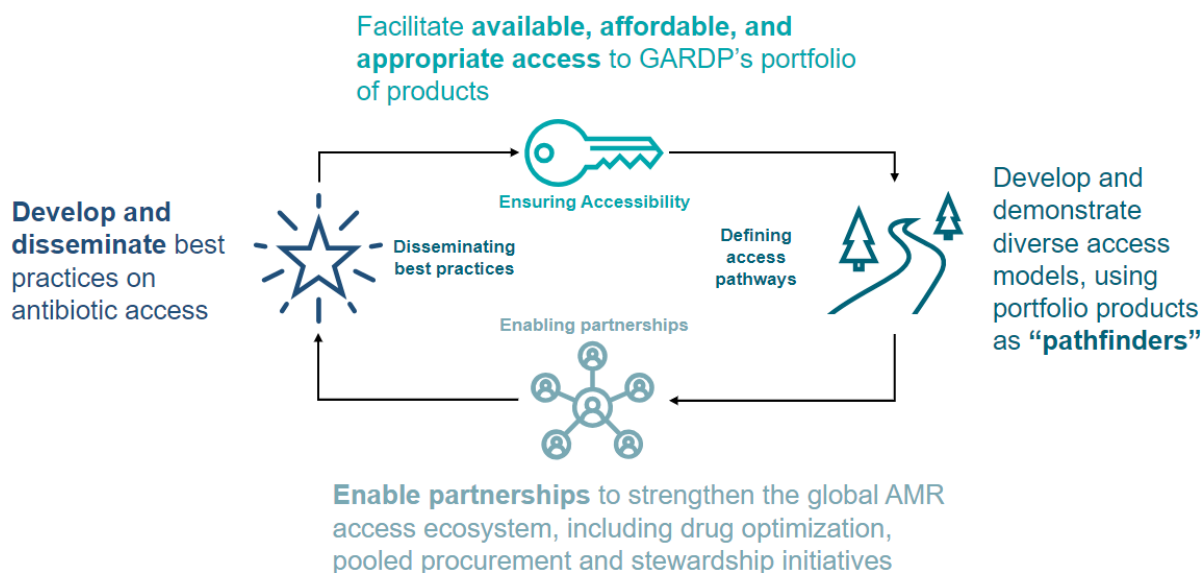 Facilitate available, affordable, and
appropriate access to GARDP’s portfolio
of products
Ensuring Accessibility
Develop and
disseminate best
practices on
antibiotic access
Disseminating
best practices
Defining
access
pathways
Develop and
demonstrate
diverse access
models, using
portfolio products
as “pathfinders”
Enabling partnerships
Enable partnerships to strengthen the global AMR
access ecosystem, including drug optimization,
pooled procurement and stewardship initiatives